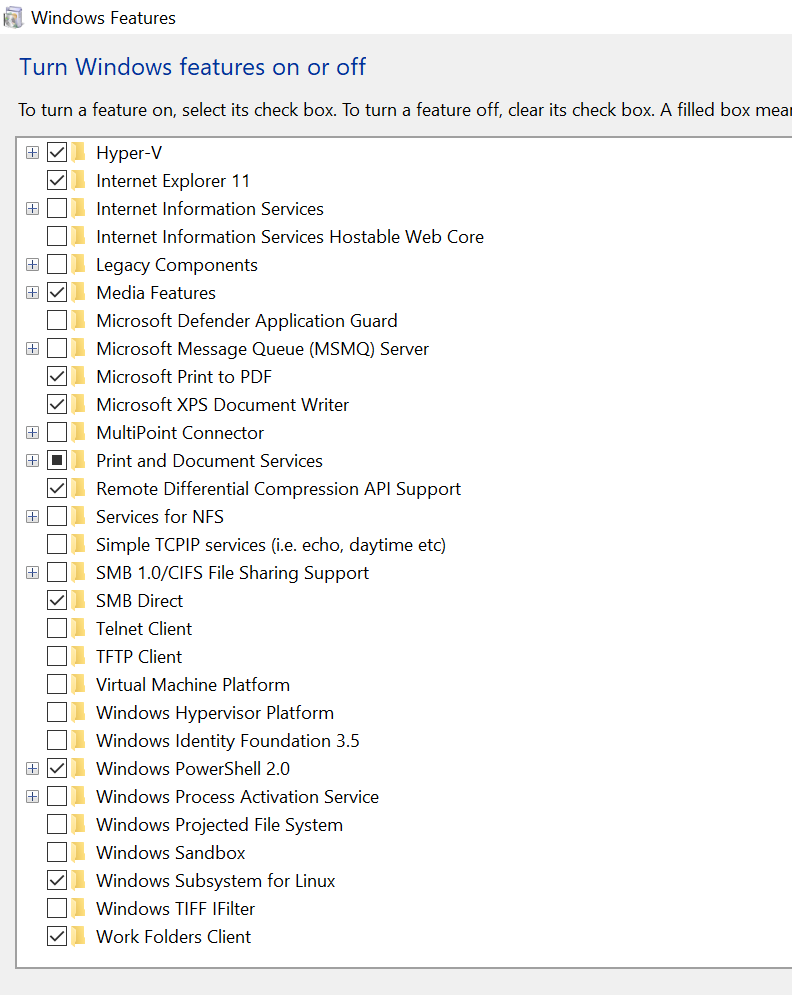 Windows Features
Turn Windows features on or off
To turn a feature on, select its check box. To turn a feature off, clear its check box. A filled box
Hyper-V
Internet Explorer 11
Internet Information Services
Internet Information Services Hostable Web Core
Legacy Components
Media Features
Microsoft Defender Application Guard
Microsoft Message Queue (MSMQ) Server
Microsoft Print to PDF
Microsoft XPS Document Writer
MultiPoint Connector
Print and Document Services
Remote Differential Compression API Support
Services for NFS
Simple TCPIP services (i.e. echo, daytime etc)
SMB 1.0/CIFS File Sharing Support
SMB Direct
Telnet Client
TFTP Client
Virtual Machine Platform
Windows Hypervisor Platform
Windows Identity Foundation 3.5
Windows PowerShell 2.0
Windows Process Activation Service
Windows Projected File System
Windows Sandbox
Windows Subsystem for Linux
Windows TIFF IFilter
Work Folders Client